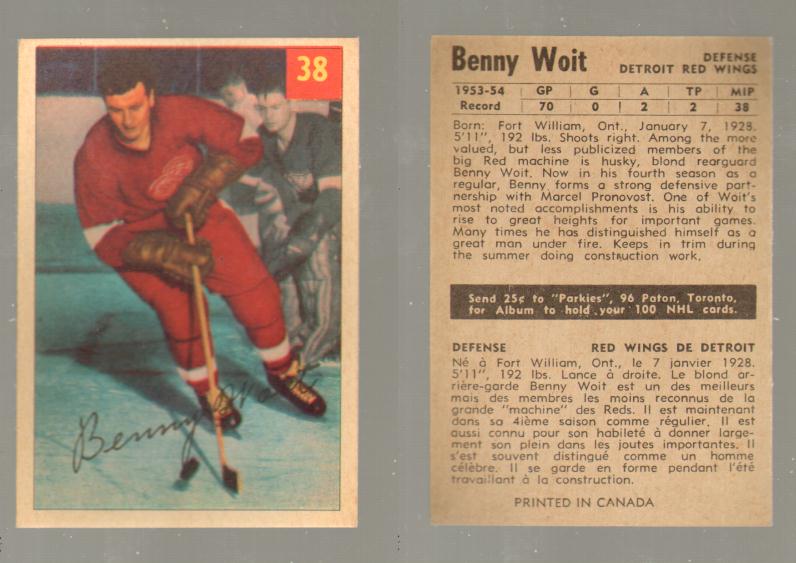 38
Benny Woit
Benny Woit
DEFENSE
DETROIT RED WINGS
1953-54 GP G A TP MIP
Record 70 0 2 2 38
Born: Fort William, Ont., January 7, 1928.
5'11", 192 lbs. Shoots right. Among the more
valued, but less publicized members of the
big Red machine is husky, blond rearguard
Benny Woit. Now in his fourth season as a
regular, Benny forms a strong defensive part-
nership with Marcel Pronovost. One of Woit's
most noted accomplishments is his ability to
rise to great heights for important games.
Many times he has distinguished himself as a
great man under fire. Keeps in trim during
the summer doing construction work.
Send 25¢ to "Parkies", 96 Paton, Toronto,
for Album to hold your 100 NHL cards.
DEFENSE RED WINGS DE DETROIT
Né à Fort William, Ont., le 7 janvier 1928.
5'11", 192 lbs. Lance à droite. Le blond ar-
rière-garde Benny Woit est un des meilleurs
mais des membres les moins reconnus de la
grande "machine" des Reds. Il est maintenant
dans sa 4ième saison comme régulier. Il est
aussi connu pour son habileté à donner large-
ment son plein dans les joutes importantes. Il
s'est souvent distingué comme un homme
célèbre. Il se garde en forme pendant l'été
travaillant à la construction.
PRINTED IN CANADA